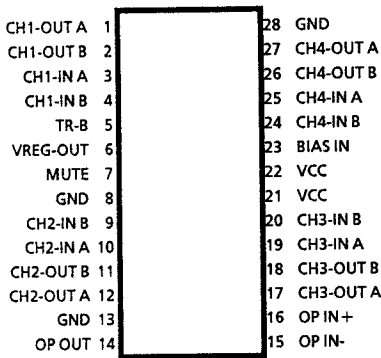 CH1-OUT A 1
CH1-OUT B 2
CH1-IN A 3
CH1-IN B 4
TR-B 5
VREG-OUT 6
MUTE 7
GND 8
CH2-IN B 9
CH2-IN A 10
CH2-OUT B 11
CH2-OUT A 12
GND 13
OP OUT 14
28 GND
27 CH4-OUT A
26 CH4-OUT B
25 CH4-IN A
24 CH4-IN B
23 BIAS IN
22 VCC
21 VCC
20 CH3-IN B
19 CH3-IN A
18 CH3-OUT B
17 CH3-OUT A
16 OP IN+
15 OP IN-